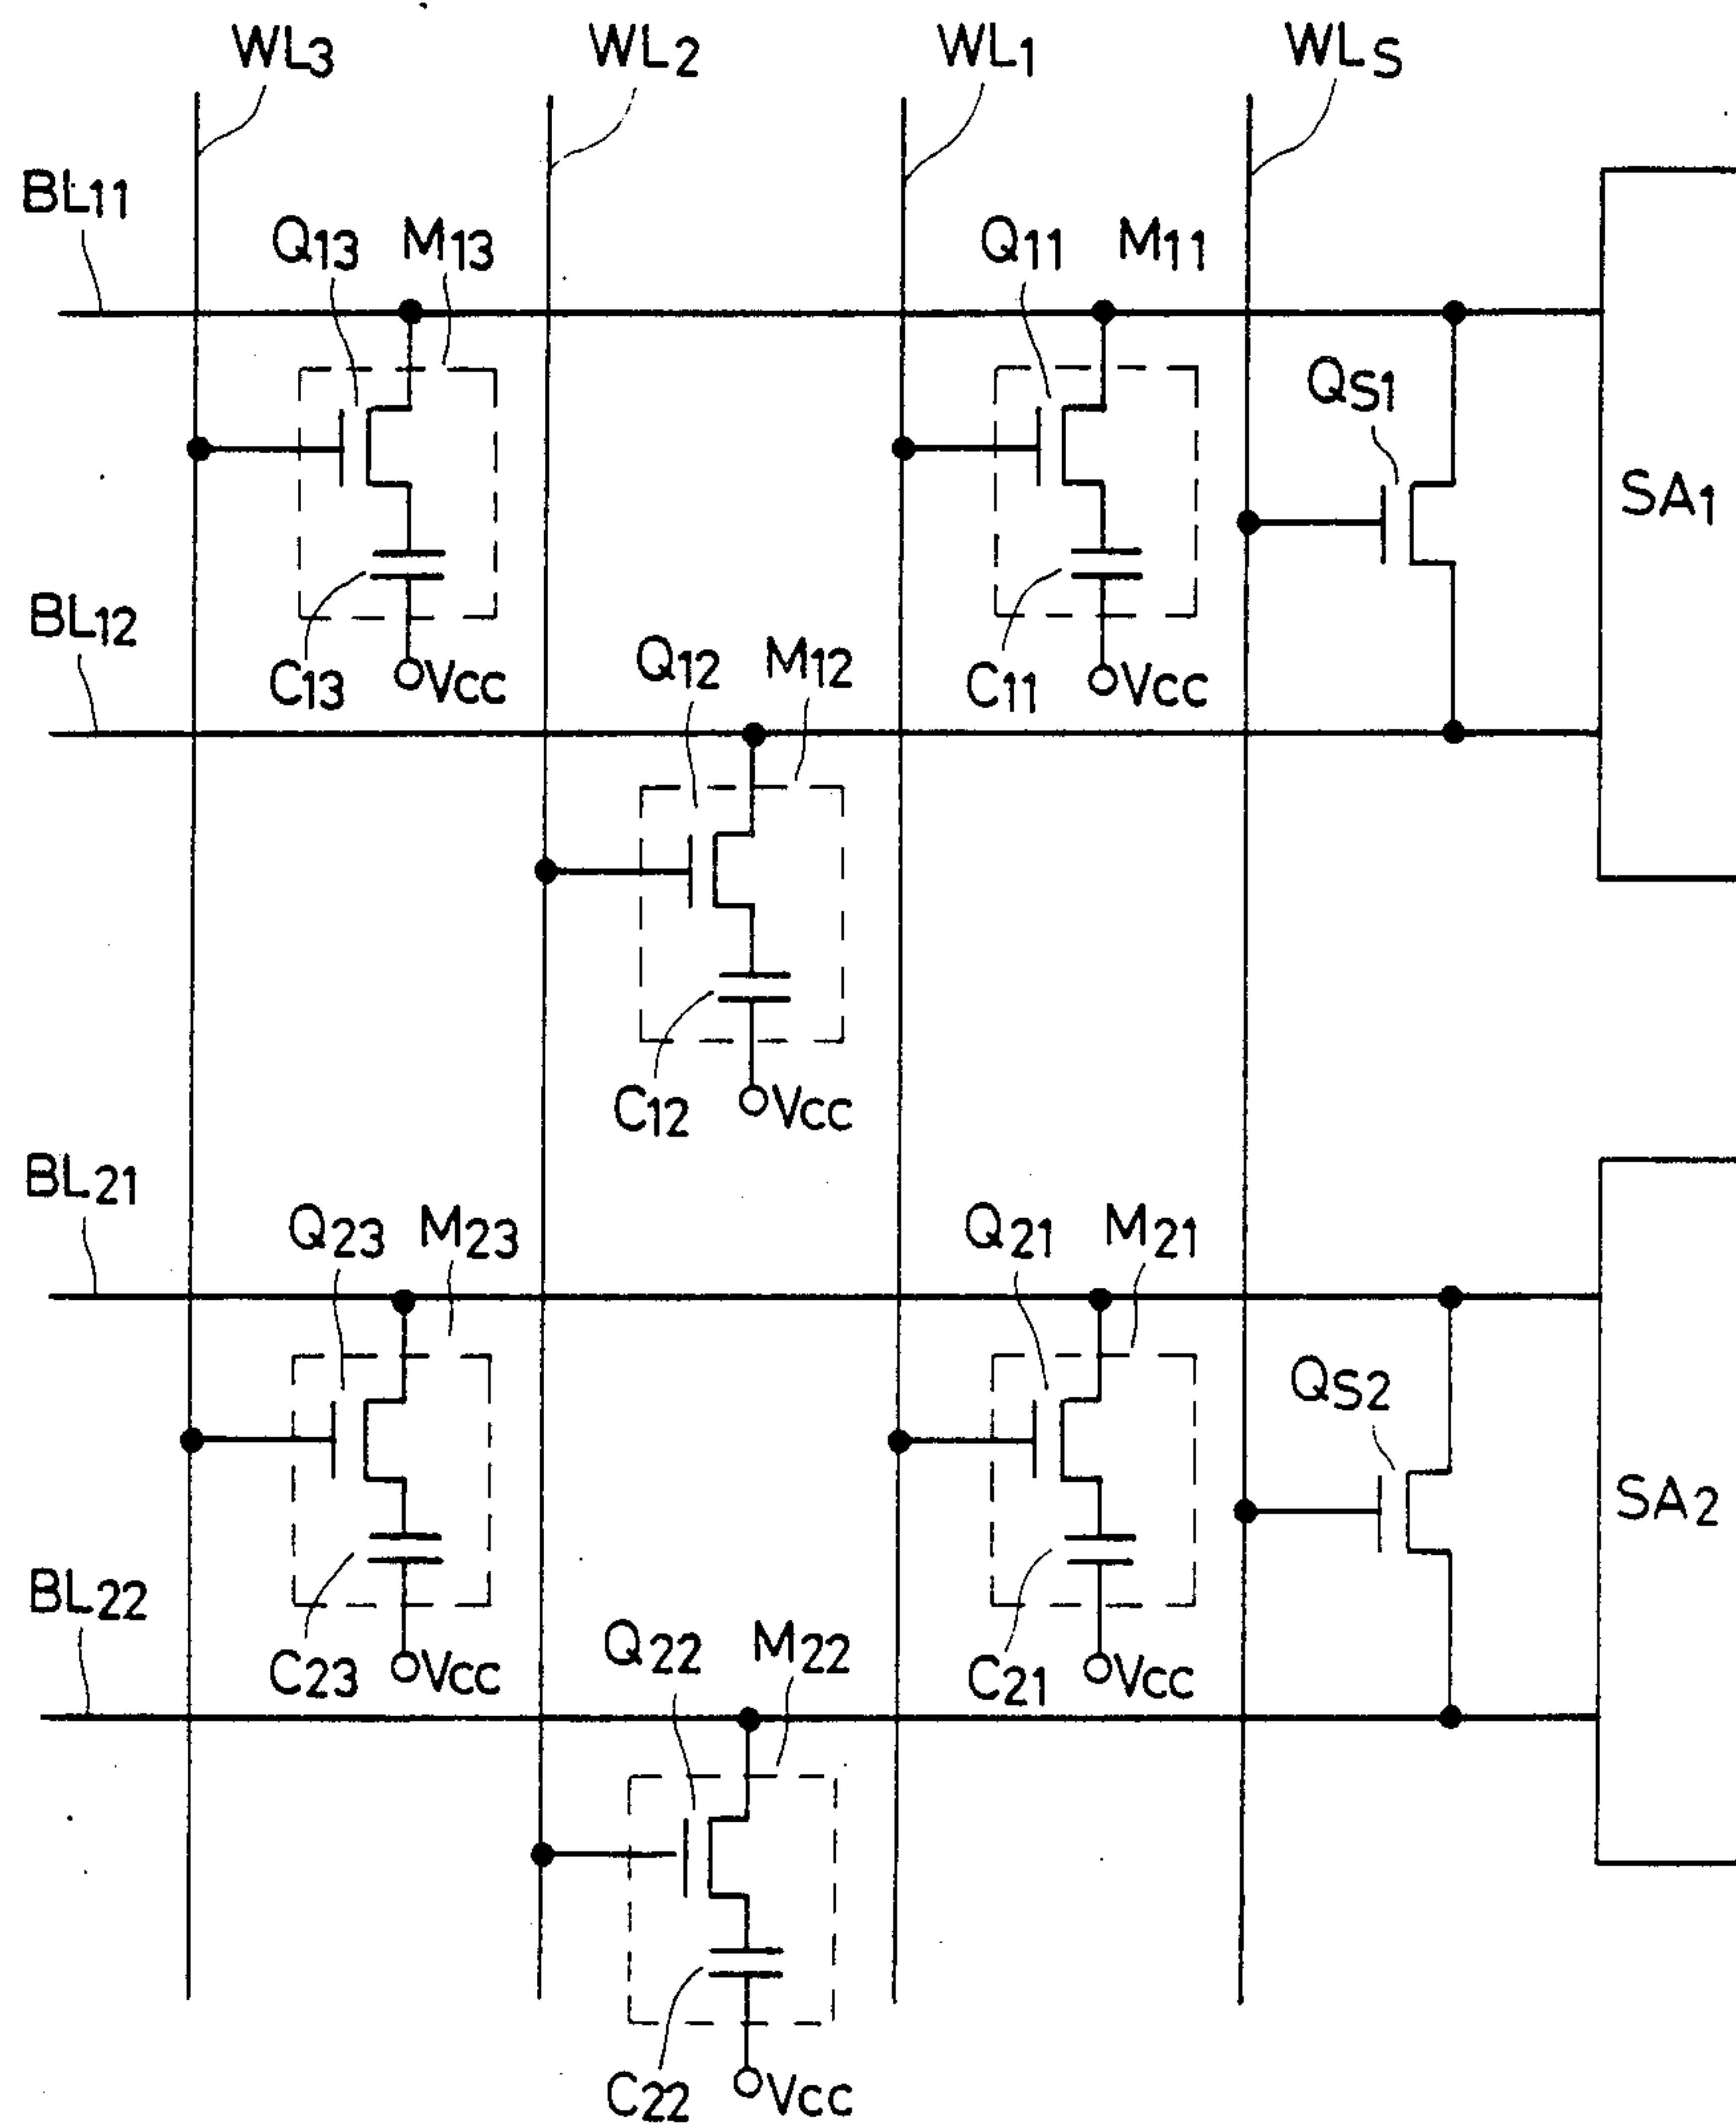 WL3 WL2 WL1 WLS
BL11
Q13 M13 Q11 M11
QS1
SA1
BL12
C13 Vcc Q12 M12 C11 Vcc
C12 Vcc
BL21
Q23 M23 Q21 M21
QS2
SA2
BL22
C23 Vcc Q22 M22 C21 Vcc
C22 Vcc